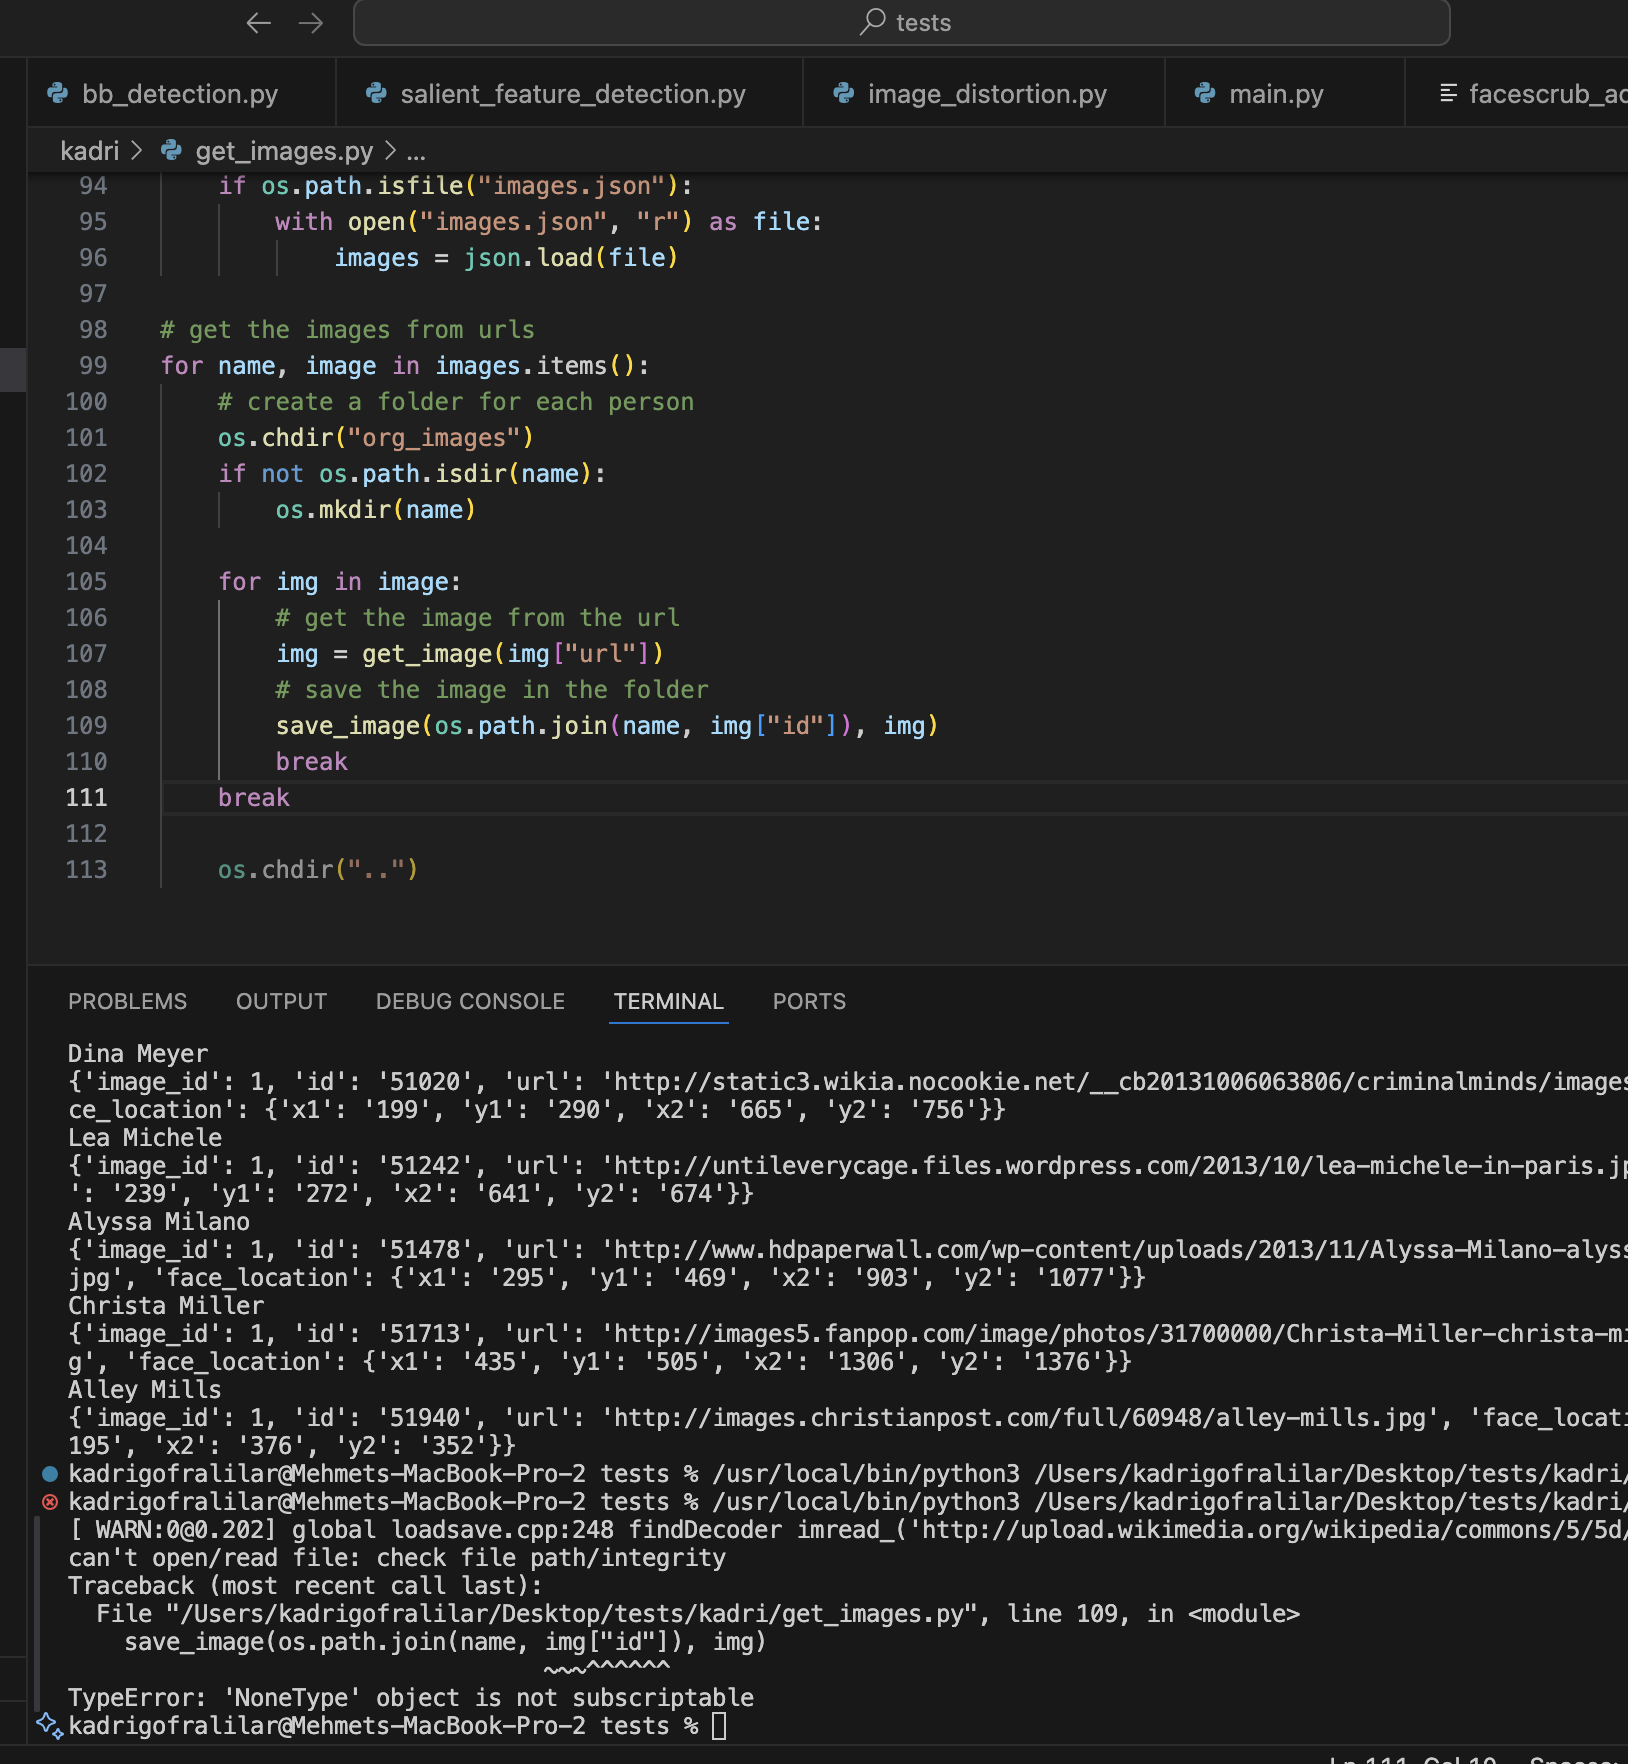 tests
bb_detection.py salient_feature_detection.py image_distortion.py main.py facescrub_ac
kadri > get_images.py > ...
94 if os.path.isfile("images.json"):
95 with open("images.json", "r") as file:
96 images = json.load(file)
97
98 # get the images from urls
99 for name, image in images.items():
100 # create a folder for each person
101 os.chdir("org_images")
102 if not os.path.isdir(name):
103 os.mkdir(name)
104
105 for img in image:
106 # get the image from the url
107 img = get_image(img["url"])
108 # save the image in the folder
109 save_image(os.path.join(name, img["id"]), img)
110 break
111 break
112
113 os.chdir("..")
PROBLEMS OUTPUT DEBUG CONSOLE TERMINAL PORTS
Dina Meyer
{'image_id': 1, 'id': '51020', 'url': 'http://static3.wikia.nocookie.net/__cb20131006063806/criminalminds/images
ce_location': {'x1': '199', 'y1': '290', 'x2': '665', 'y2': '756'}}
Lea Michele
{'image_id': 1, 'id': '51242', 'url': 'http://untileverycage.files.wordpress.com/2013/10/lea-michele-in-paris.jp
': '239', 'y1': '272', 'x2': '641', 'y2': '674'}}
Alyssa Milano
{'image_id': 1, 'id': '51478', 'url': 'http://www.hdpaperwall.com/wp-content/uploads/2013/11/Alyssa-Milano-alyss
jpg', 'face_location': {'x1': '295', 'y1': '469', 'x2': '903', 'y2': '1077'}}
Christa Miller
{'image_id': 1, 'id': '51713', 'url': 'http://images5.fanpop.com/image/photos/31700000/Christa-Miller-christa-mi
g', 'face_location': {'x1': '435', 'y1': '505', 'x2': '1306', 'y2': '1376'}}
Alley Mills
{'image_id': 1, 'id': '51940', 'url': 'http://images.christianpost.com/full/60948/alley-mills.jpg', 'face_locati
195', 'x2': '376', 'y2': '352'}}
kadrigofralilar@Mehmets-MacBook-Pro-2 tests % /usr/local/bin/python3 /Users/kadrigofralilar/Desktop/tests/kadri/
kadrigofralilar@Mehmets-MacBook-Pro-2 tests % /usr/local/bin/python3 /Users/kadrigofralilar/Desktop/tests/kadri/
[ WARN:0@0.202] global loadsave.cpp:248 findDecoder imread_('http://upload.wikimedia.org/wikipedia/commons/5/5d/
can't open/read file: check file path/integrity
Traceback (most recent call last):
File "/Users/kadrigofralilar/Desktop/tests/kadri/get_images.py", line 109, in <module>
save_image(os.path.join(name, img["id"]), img)
~~~^^^^^^
TypeError: 'NoneType' object is not subscriptable
kadrigofralilar@Mehmets-MacBook-Pro-2 tests %